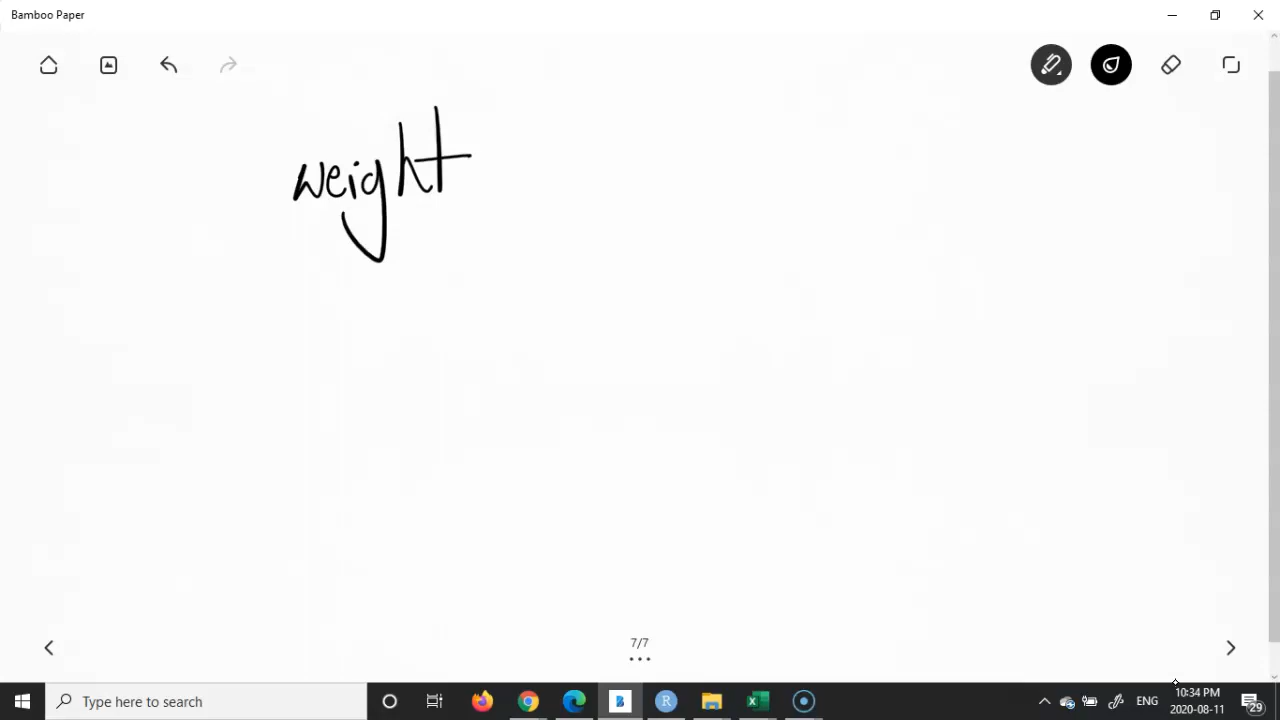 Bamboo Paper
weight
7/7
Type here to search
ENG
10:34 PM
2020-08-11
29